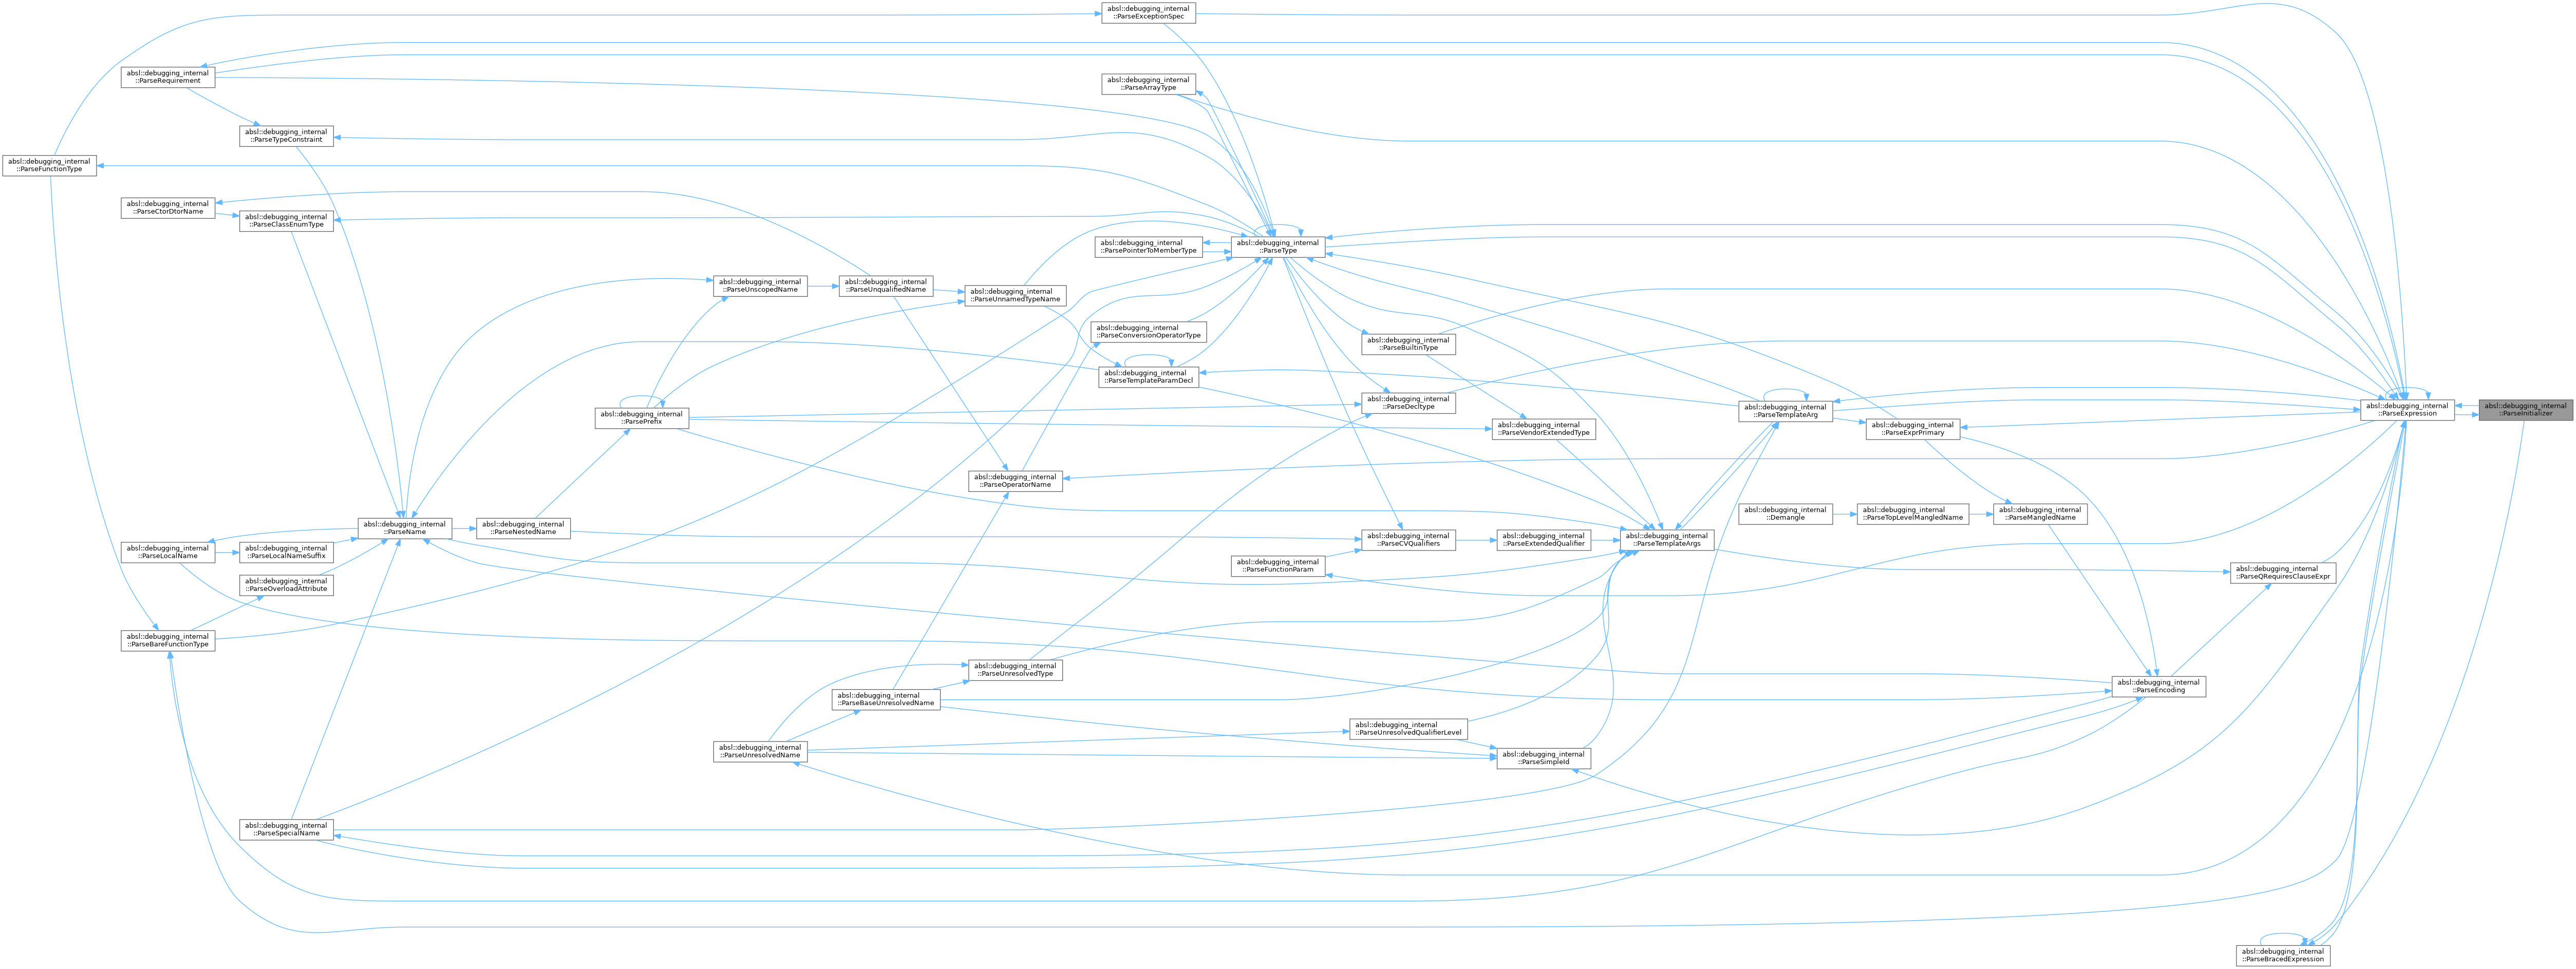 absl::debugging_internal
::ParseExceptionSpec
absl::debugging_internal
::ParseRequirement
absl::debugging_internal
::ParseArrayType
absl::debugging_internal
::ParseTypeConstraint
absl::debugging_internal
::ParseFunctionType
absl::debugging_internal
::ParseCtorDtorName
absl::debugging_internal
::ParseClassEnumType
absl::debugging_internal
::ParsePointerToMemberType
absl::debugging_internal
::ParseType
absl::debugging_internal
::ParseUnscopedName
absl::debugging_internal
::ParseUnqualifiedName
absl::debugging_internal
::ParseUnnamedTypeName
absl::debugging_internal
::ParseConversionOperatorType
absl::debugging_internal
::ParseBuiltinType
absl::debugging_internal
::ParseTemplateParamDecl
absl::debugging_internal
::ParseDecltype
absl::debugging_internal
::ParsePrefix
absl::debugging_internal
::ParseTemplateArg
absl::debugging_internal
::ParseExpression
absl::debugging_internal
::ParseInitializer
absl::debugging_internal
::ParseVendorExtendedType
absl::debugging_internal
::ParseExprPrimary
absl::debugging_internal
::ParseOperatorName
absl::debugging_internal
::Demangle
absl::debugging_internal
::ParseTopLevelMangledName
absl::debugging_internal
::ParseMangledName
absl::debugging_internal
::ParseName
absl::debugging_internal
::ParseNestedName
absl::debugging_internal
::ParseCVQualifiers
absl::debugging_internal
::ParseExtendedQualifier
absl::debugging_internal
::ParseTemplateArgs
absl::debugging_internal
::ParseLocalName
absl::debugging_internal
::ParseLocalNameSuffix
absl::debugging_internal
::ParseFunctionParam
absl::debugging_internal
::ParseQRequiresClauseExpr
absl::debugging_internal
::ParseOverloadAttribute
absl::debugging_internal
::ParseBareFunctionType
absl::debugging_internal
::ParseUnresolvedType
absl::debugging_internal
::ParseEncoding
absl::debugging_internal
::ParseBaseUnresolvedName
absl::debugging_internal
::ParseUnresolvedQualifierLevel
absl::debugging_internal
::ParseUnresolvedName
absl::debugging_internal
::ParseSimpleId
absl::debugging_internal
::ParseSpecialName
absl::debugging_internal
::ParseBracedExpression